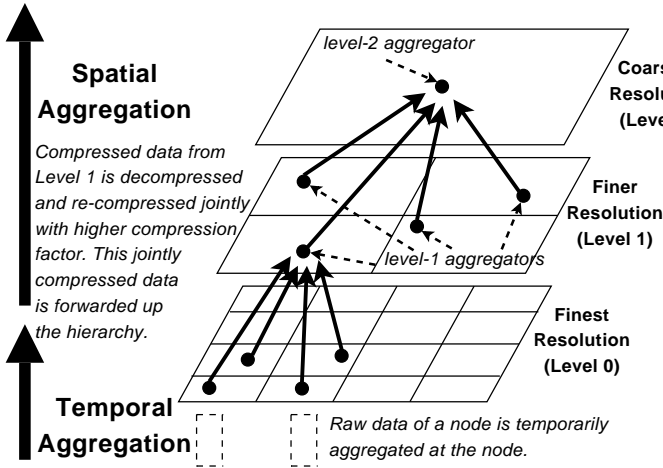 level-2 aggregator
Spatial
Aggregation
Compressed data from
Level 1 is decompressed
and re-compressed jointly
with higher compression
factor. This jointly
compressed data
is forwarded up
the hierarchy.
Finer
Resolution
(Level 1)
level-1 aggregators
Finest
Resolution
(Level 0)
Temporal
Aggregation
Raw data of a node is temporarily
aggregated at the node.